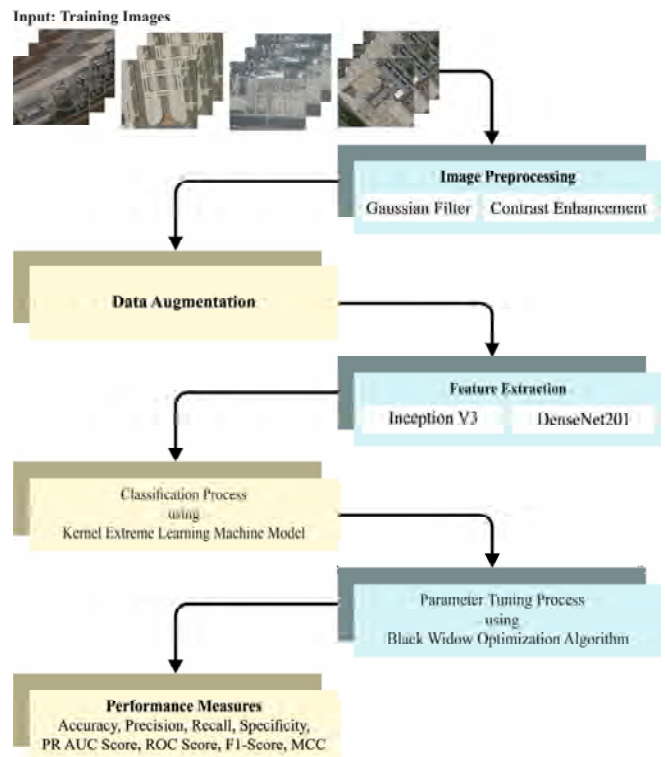 Input: Training Images
Image Preprocessing
Gaussian Filter Contrast Enhancement
Data Augmentation
Feature Extraction
Inception V3 DenseNet201
Classification Process
using
Kernel Extreme Learning Machine Model
Parameter Tuning Process
using
Black Widow Optimization Algorithm
Performance Measures
Accuracy, Precision, Recall, Specificity,
PR AUC Score, ROC Score, F1-Score, MCC